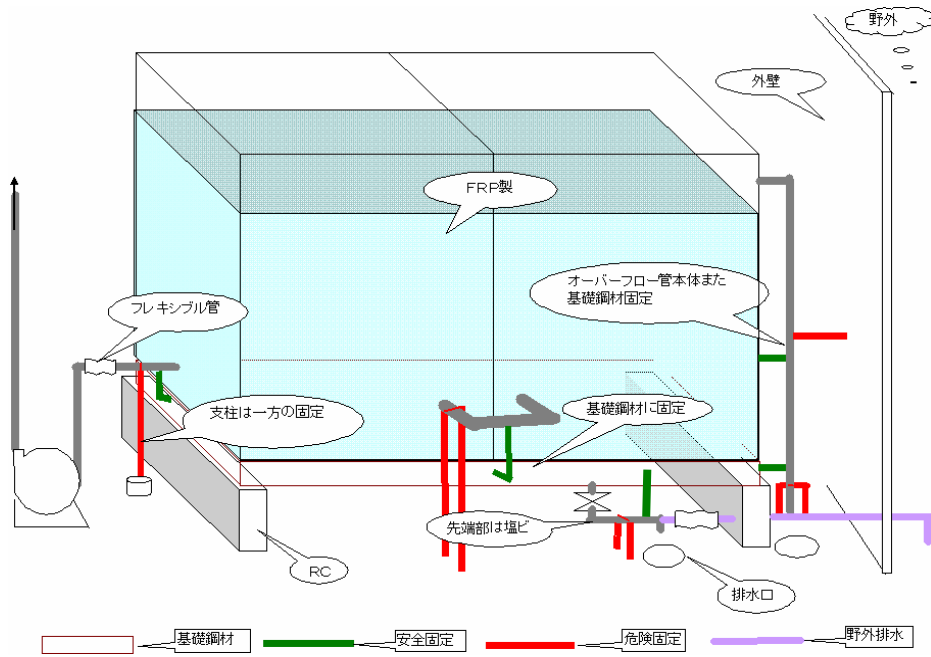 野外
外壁
FRP製
オーバーフロー管本体また
基礎鋼材固定
フレキシブル管
支柱は一方の固定
基礎鋼材に固定
先端部は塩ビ
RC
排水口
基礎鋼材
安全固定
危険固定
野外排水